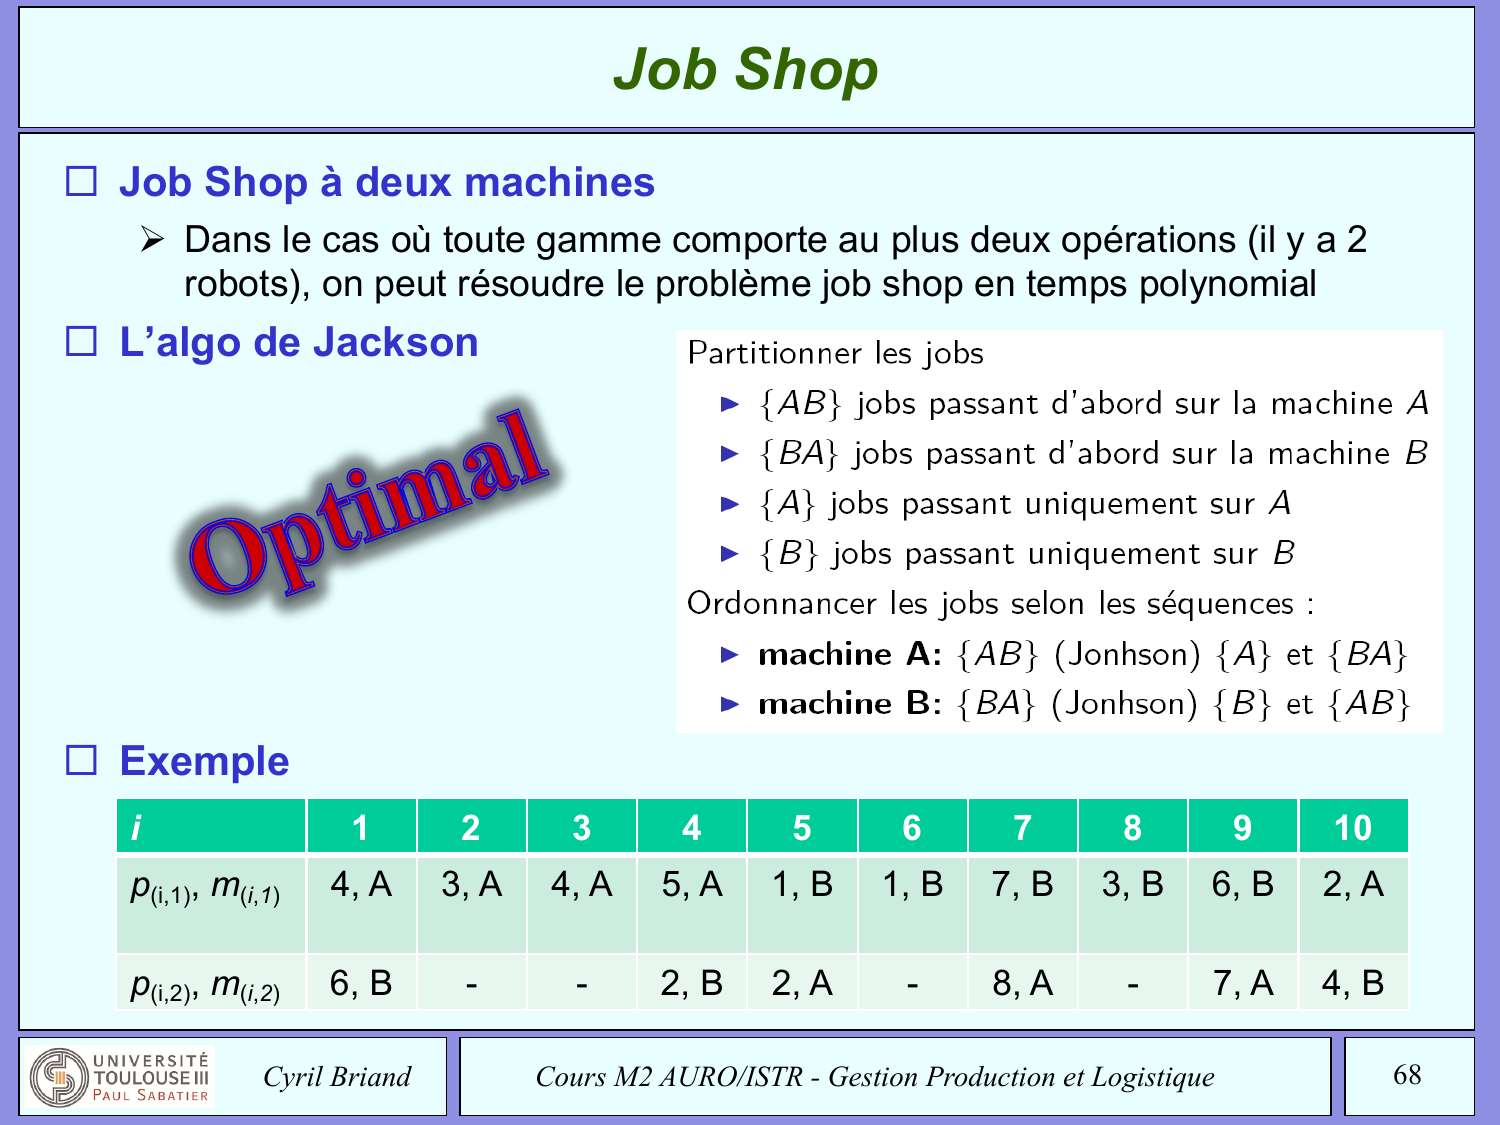 Job Shop
Job Shop à deux machines
Dans le cas où toute gamme comporte au plus deux opérations (il y a 2
robots), on peut résoudre le problème job shop en temps polynomial
L’algo de Jackson
Optimal
Partitionner les jobs
{AB} jobs passant d'abord sur la machine A
{BA} jobs passant d'abord sur la machine B
{A} jobs passant uniquement sur A
{B} jobs passant uniquement sur B
Ordonnancer les jobs selon les séquences :
machine A: {AB} (Jonhson) {A} et {BA}
machine B: {BA} (Jonhson) {B} et {AB}
Exemple
i 1 2 3 4 5 6 7 8 9 10
p(i,1), m(i,1) 4, A 3, A 4, A 5, A 1, B 1, B 7, B 3, B 6, B 2, A
p(i,2), m(i,2) 6, B - - 2, B 2, A - 8, A - 7, A 4, B
UNIVERSITÉ
TOULOUSE III
PAUL SABATIER
Cyril Briand
Cours M2 AURO/ISTR - Gestion Production et Logistique
68